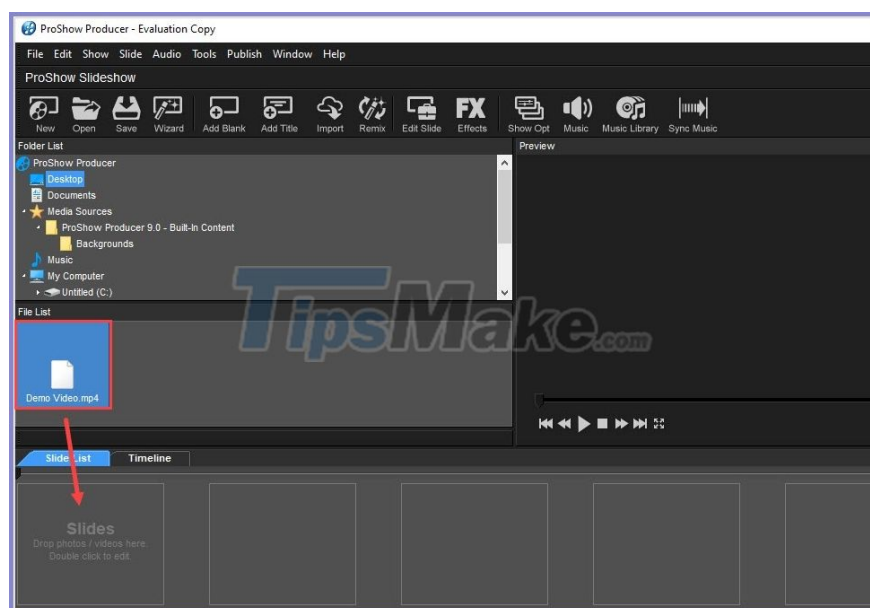 ProShow Producer - Evaluation Copy
File Edit Show Slide Audio Tools Publish Window Help
ProShow Slideshow
New Open Save Wizard Add Blank Add Title Import Remix Edit Slide Effects Show Opt Music Music Library Sync Music
FX
Folder List
Preview
ProShow Producer
Desktop
Documents
Media Sources
ProShow Producer 9.0 - Built-In Content
Backgrounds
Music
My Computer
Untitled (C:)
TipsMake.com
File List
Demo Video.mp4
Slide List Timeline
Slides
Drop photos / videos here.
Double click to edit.